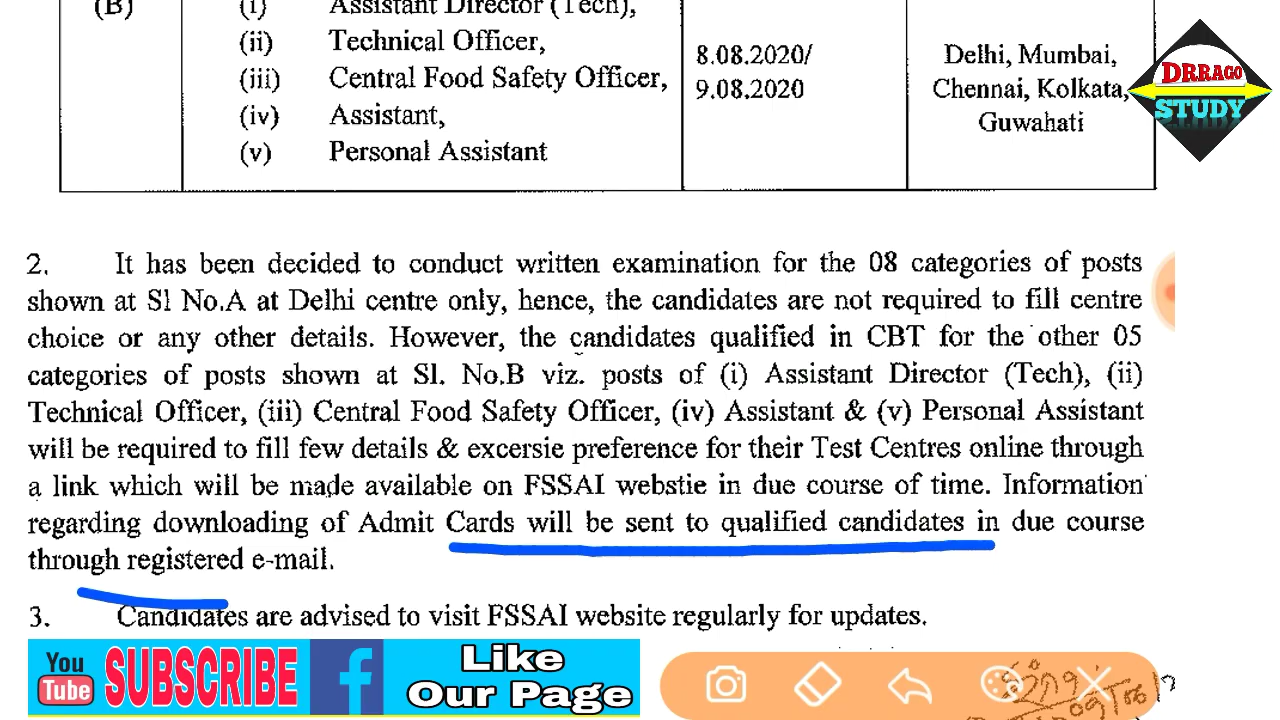 (B) (i) Assistant Director (Tech),
(ii) Technical Officer,
(iii) Central Food Safety Officer,
(iv) Assistant,
(v) Personal Assistant
8.08.2020/
9.08.2020
Delhi, Mumbai,
Chennai, Kolkata,
Guwahati
DRRAGO
STUDY
2. It has been decided to conduct written examination for the 08 categories of posts
shown at Sl No.A at Delhi centre only, hence, the candidates are not required to fill centre
choice or any other details. However, the candidates qualified in CBT for the other 05
categories of posts shown at Sl. No.B viz. posts of (i) Assistant Director (Tech), (ii)
Technical Officer, (iii) Central Food Safety Officer, (iv) Assistant & (v) Personal Assistant
will be required to fill few details & excersie preference for their Test Centres online through
a link which will be made available on FSSAI webstie in due course of time. Information
regarding downloading of Admit Cards will be sent to qualified candidates in due course
through registered e-mail.
3. Candidates are advised to visit FSSAI website regularly for updates.
You
Tube
SUBSCRIBE
f
Like
Our Page